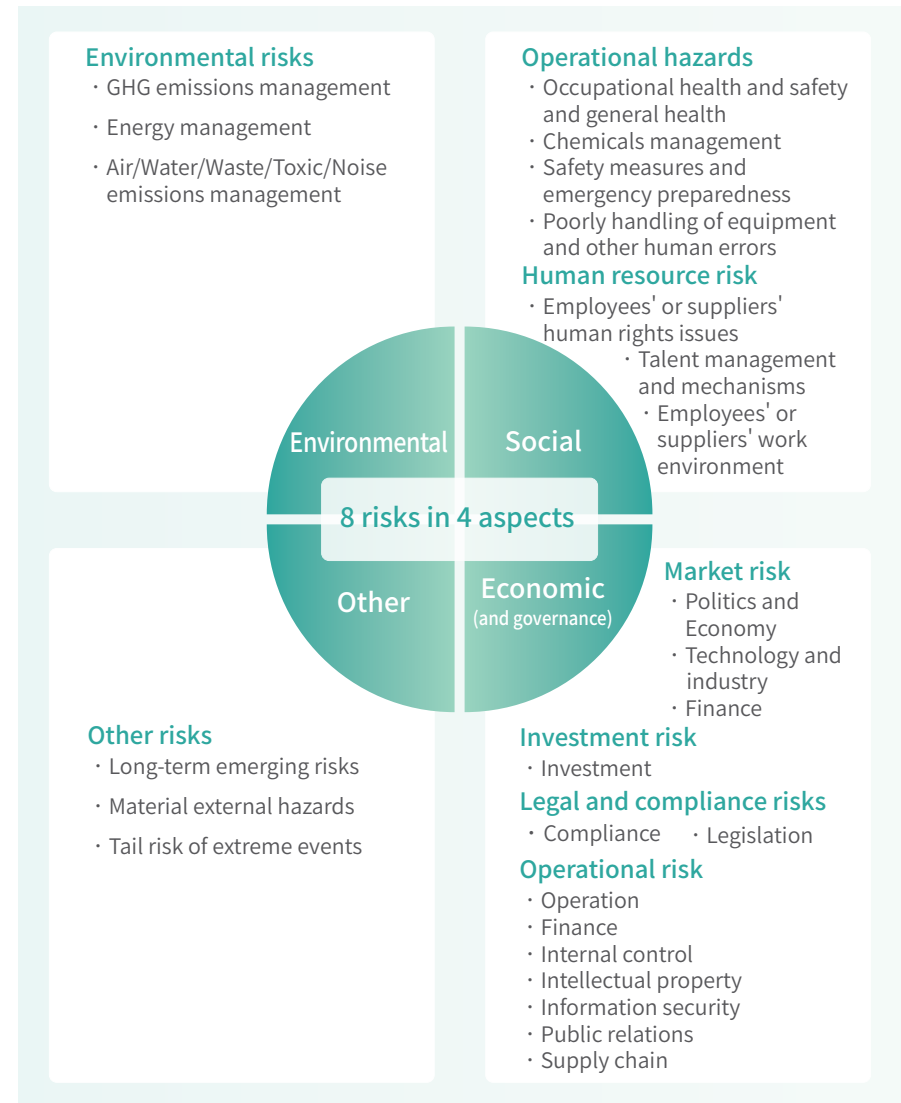 Environmental risks
· GHG emissions management
· Energy management
· Air/Water/Waste/Toxic/Noise
emissions management
Operational hazards
· Occupational health and safety
and general health
· Chemicals management
· Safety measures and
emergency preparedness
· Poorly handling of equipment
and other human errors
Human resource risk
· Employees' or suppliers'
human rights issues
· Talent management
and mechanisms
· Employees' or
suppliers' work
environment
Environmental
Social
8 risks in 4 aspects
Other
Economic
(and governance)
Other risks
· Long-term emerging risks
· Material external hazards
· Tail risk of extreme events
Market risk
· Politics and
Economy
· Technology and
industry
· Finance
Investment risk
· Investment
Legal and compliance risks
· Compliance · Legislation
Operational risk
· Operation
· Finance
· Internal control
· Intellectual property
· Information security
· Public relations
· Supply chain